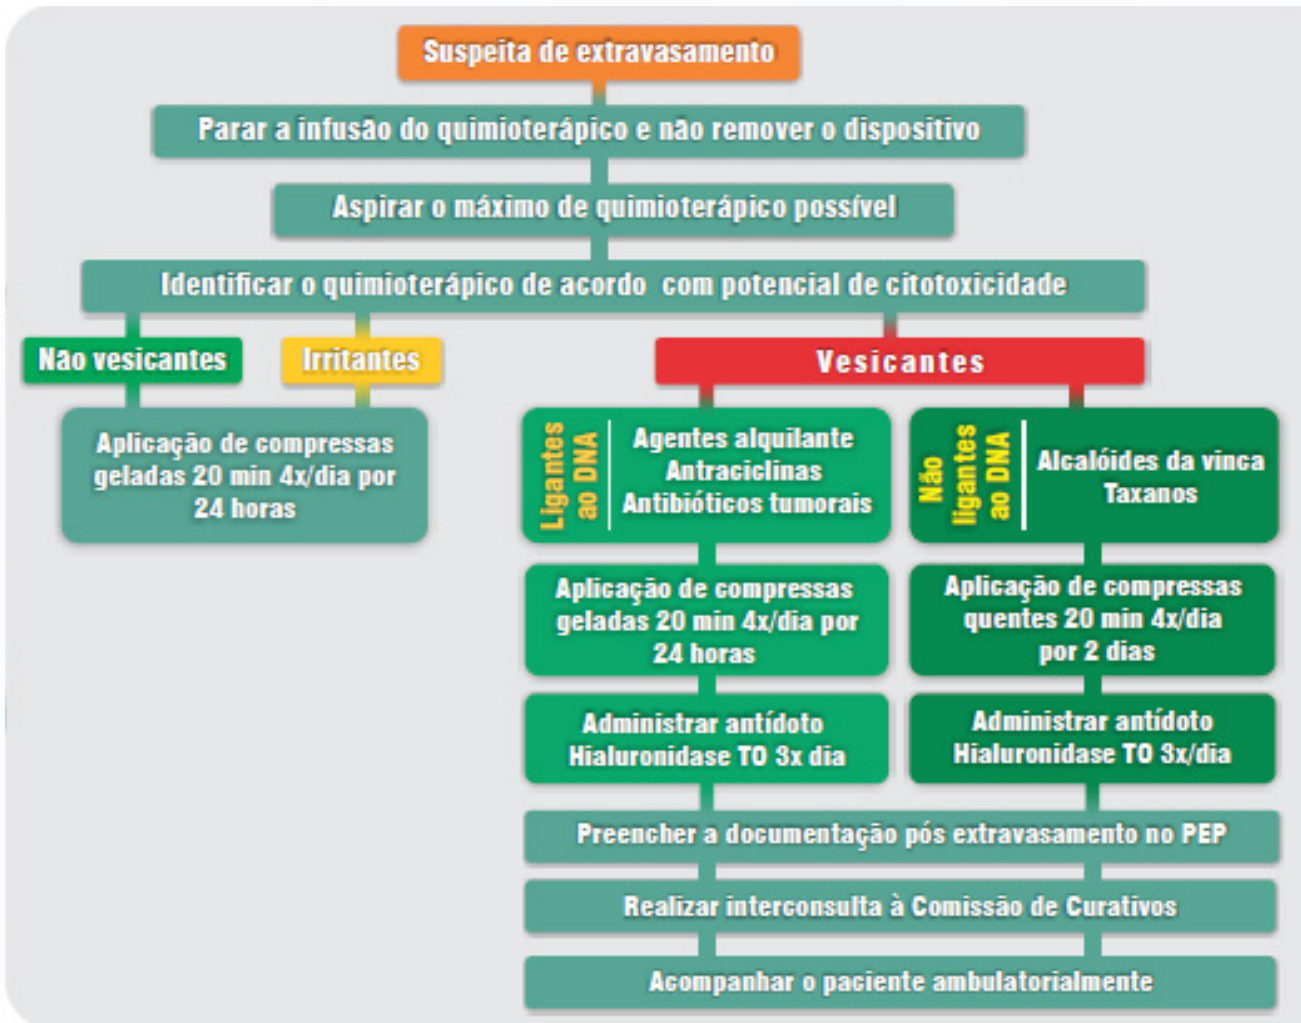 Suspeita de extravasamento
Parar a infusão do quimioterápico e não remover o dispositivo
Aspirar o máximo de quimioterápico possível
Identificar o quimioterápico de acordo com potencial de citotoxicidade
Não vesicantes
Irritantes
Vesicantes
Aplicação de compressas
geladas 20 min 4x/dia por
24 horas
Ligantes
ao DNA
Agentes alquilante
Antraciclinas
Antibióticos tumorais
Não
ligantes
ao DNA
Alcalóides da vinca
Taxanos
Aplicação de compressas
geladas 20 min 4x/dia por
24 horas
Aplicação de compressas
quentes 20 min 4x/dia
por 2 dias
Administrar antídoto
Hialuronidase TO 3x dia
Administrar antídoto
Hialuronidase TO 3x/dia
Preencher a documentação pós extravasamento no PEP
Realizar interconsulta à Comissão de Curativos
Acompanhar o paciente ambulatorialmente